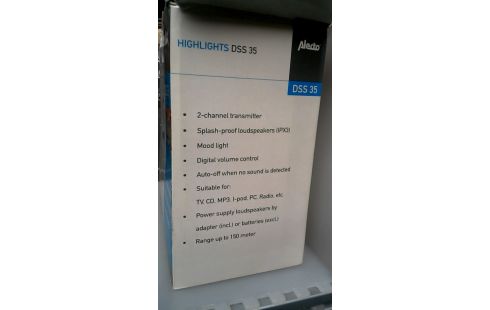 HIGHLIGHTS DSS 35
Alecto
DSS 35
• 2-channel transmitter
• Splash-proof loudspeakers (IPX3)
• Mood light
• Digital volume control
• Auto-off when no sound is detected
• Suitable for:
TV, CD, MP3, I-pod, PC, Radio, etc.
• Power supply loudspeakers by
adapter (incl.) or batteries (excl.)
• Range up to 150 meter